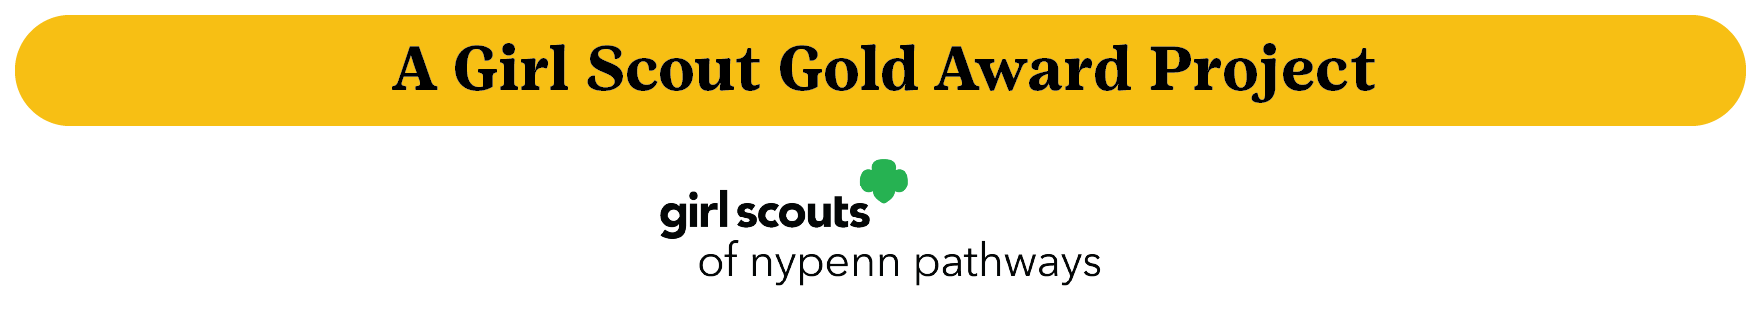 A Girl Scout Gold Award Project
girl scouts
of nypenn pathways